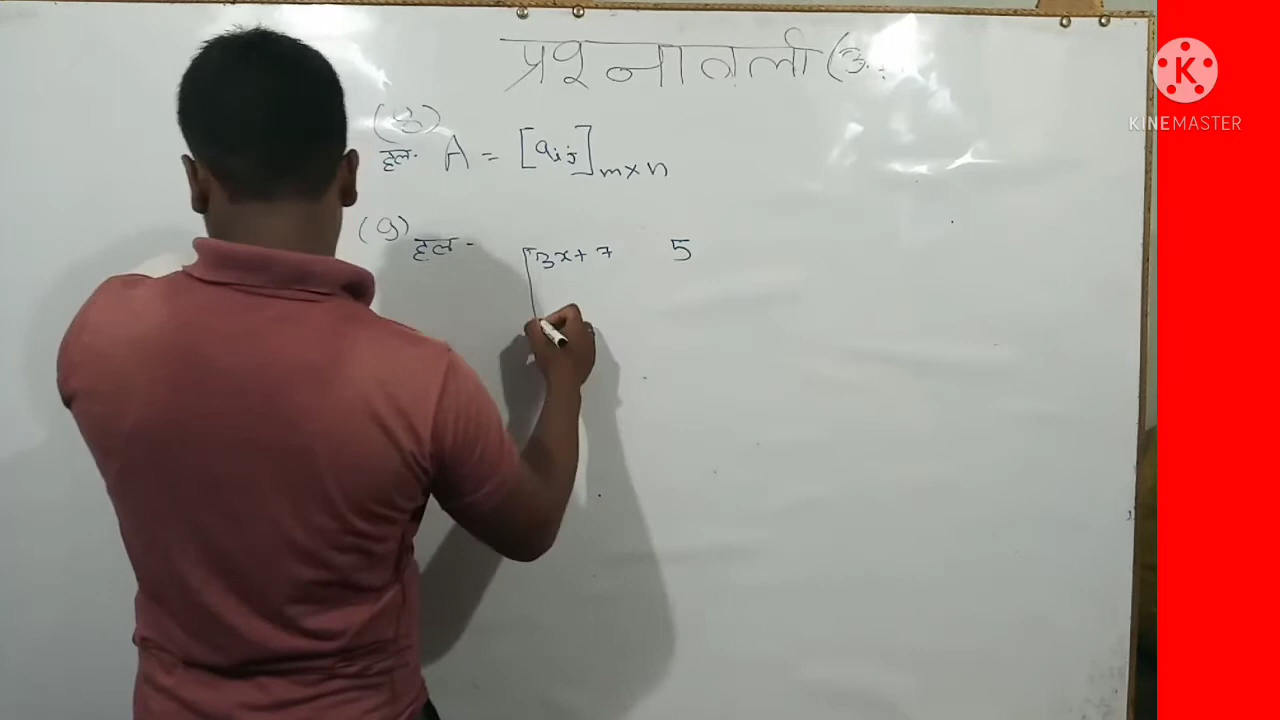 प्रश्नावली (3.
(8)
हल. A = [aij]m×n
(9)
हल - [3x+7 5
K
KINEMASTER